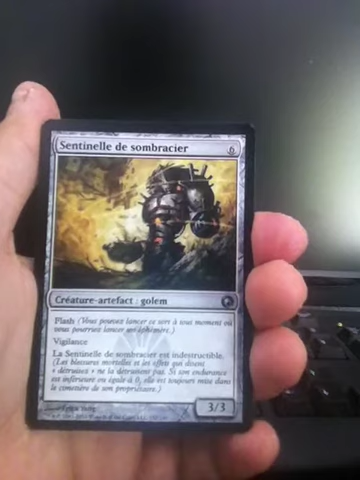 Sentinelle de sombracier 6
Créature-artefact : golem
Flash (Vous pouvez lancer ce sort à tout moment où
vous pourriez lancer un éphémère.)
Vigilance
La Sentinelle de sombracier est indestructible.
(Les blessures mortelles et les effets qui disent
« détruisez » ne la détruisent pas. Si son endurance
est inférieure ou égale à 0, elle est toujours mise dans
le cimetière de son propriétaire.)
3/3